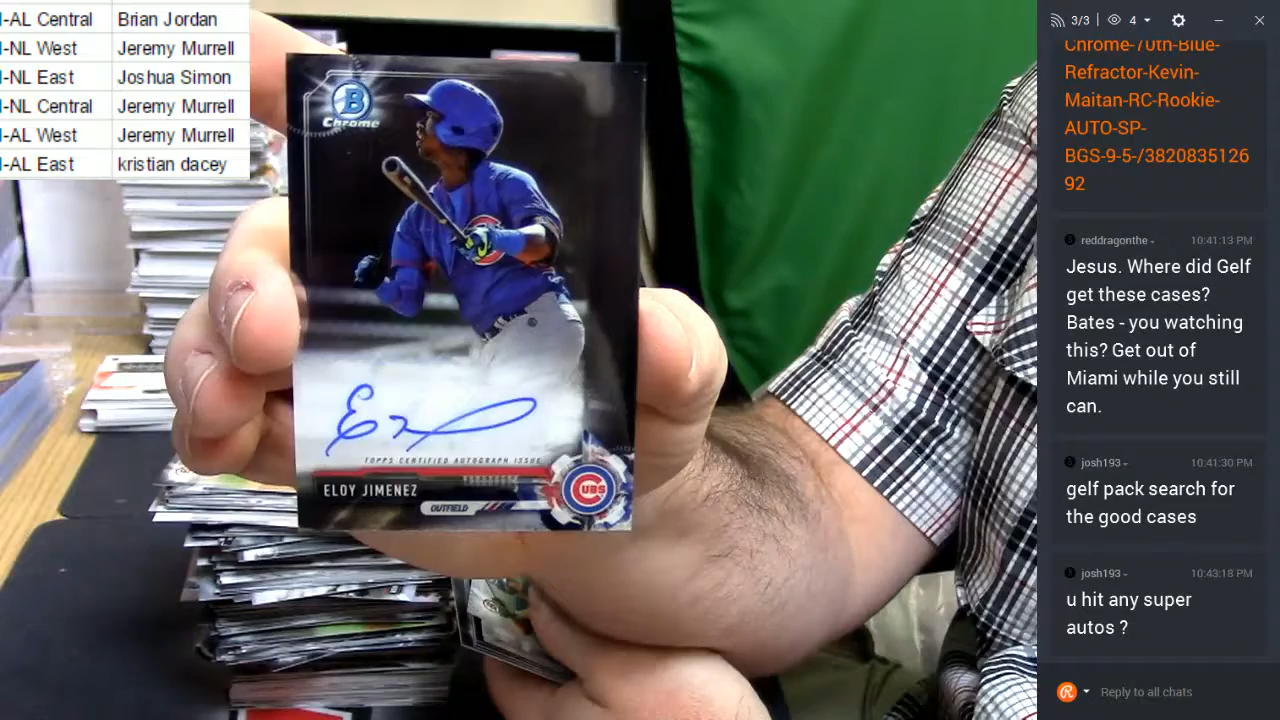 I-AL Central Brian Jordan
I-NL West Jeremy Murrell
I-NL East Joshua Simon
I-NL Central Jeremy Murrell
I-AL West Jeremy Murrell
I-AL East kristian dacey
B
Chrome
TOPPS CERTIFIED AUTOGRAPH ISSUE
ELOY JIMENEZ
OUTFIELD
CUBS
3/3 | 4
Chrome-70th-Blue-
Refractor-Kevin-
Maitan-RC-Rookie-
AUTO-SP-
BGS-9-5-/3820835126
92
reddragonthe - 10:41:13 PM
Jesus. Where did Gelf
get these cases?
Bates - you watching
this? Get out of
Miami while you still
can.
josh193 - 10:41:30 PM
gelf pack search for
the good cases
josh193 - 10:43:18 PM
u hit any super
autos ?
Reply to all chats